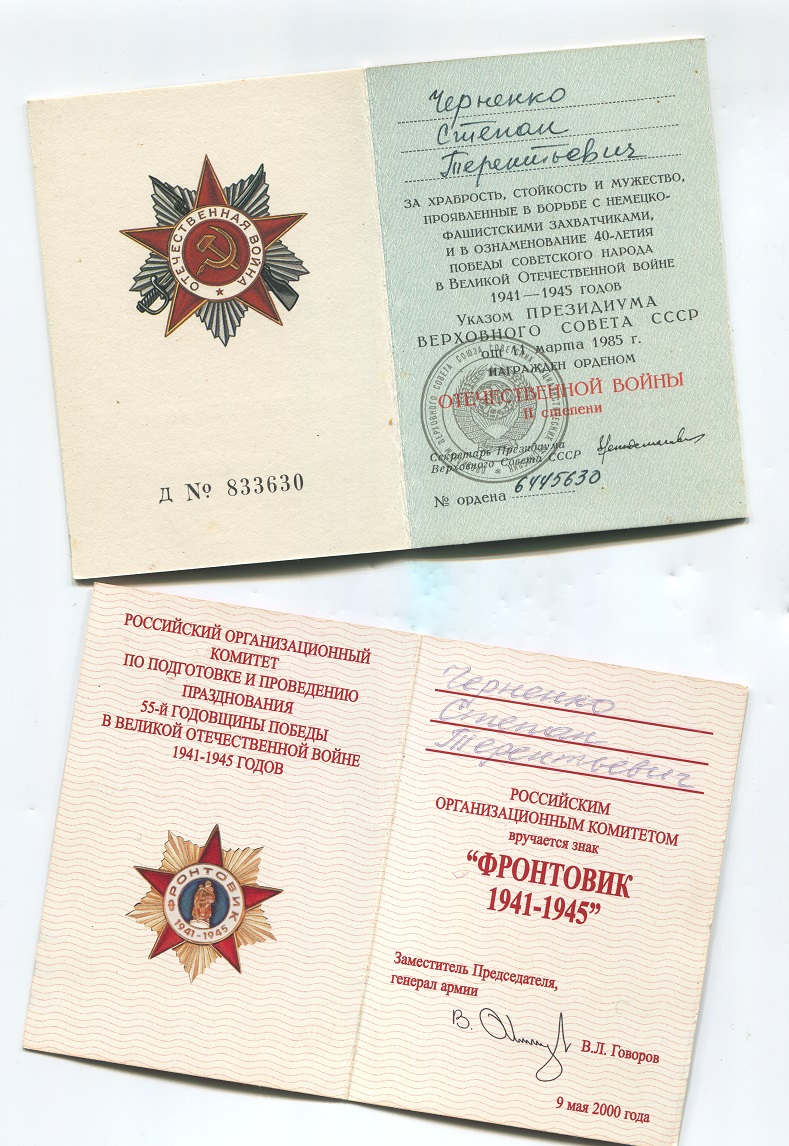 ОТЕЧЕСТВЕННАЯ ВОЙНА
Д № 833630
Черненко
Степан
Терентьевич
ЗА ХРАБРОСТЬ, СТОЙКОСТЬ И МУЖЕСТВО,
ПРОЯВЛЕННЫЕ В БОРЬБЕ С НЕМЕЦКО-
ФАШИСТСКИМИ ЗАХВАТЧИКАМИ,
И В ОЗНАМЕНОВАНИЕ 40-ЛЕТИЯ
ПОБЕДЫ СОВЕТСКОГО НАРОДА
В ВЕЛИКОЙ ОТЕЧЕСТВЕННОЙ ВОЙНЕ
1941—1945 ГОДОВ
УКАЗОМ ПРЕЗИДИУМА
ВЕРХОВНОГО СОВЕТА СССР
от 11 марта 1985 г.
НАГРАЖДЕН ОРДЕНОМ
ОТЕЧЕСТВЕННОЙ ВОЙНЫ
II степени
Секретарь Президиума
Верховного Совета СССР
№ ордена 6445630
РОССИЙСКИЙ ОРГАНИЗАЦИОННЫЙ
КОМИТЕТ
ПО ПОДГОТОВКЕ И ПРОВЕДЕНИЮ
ПРАЗДНОВАНИЯ
55-й ГОДОВЩИНЫ ПОБЕДЫ
В ВЕЛИКОЙ ОТЕЧЕСТВЕННОЙ ВОЙНЕ
1941-1945 ГОДОВ
ФРОНТОВИК
1941-1945
Черненко
Степан
Терентьевич
РОССИЙСКИМ
ОРГАНИЗАЦИОННЫМ КОМИТЕТОМ
вручается знак
“ФРОНТОВИК
1941-1945”
Заместитель Председателя,
генерал армии
В.Л. Говоров
9 мая 2000 года